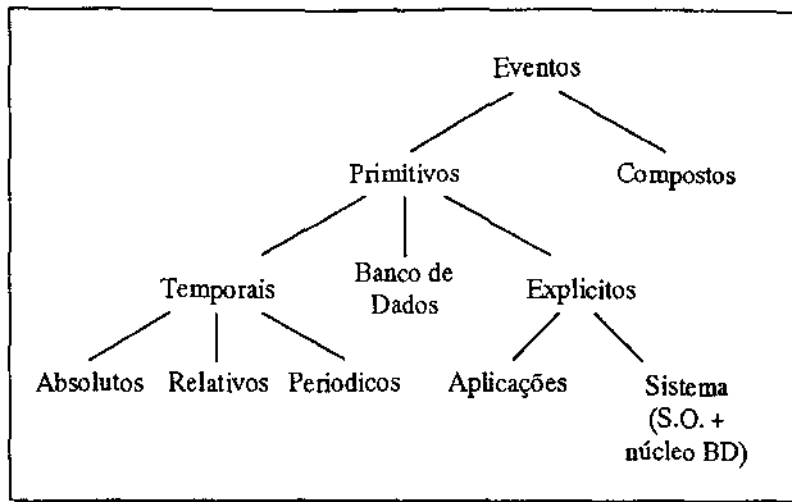 Eventos
Primitivos
Compostos
Temporais
Banco de
Dados
Explicitos
Absolutos
Relativos
Periodicos
Aplicações
Sistema
(S.O. +
núcleo BD)